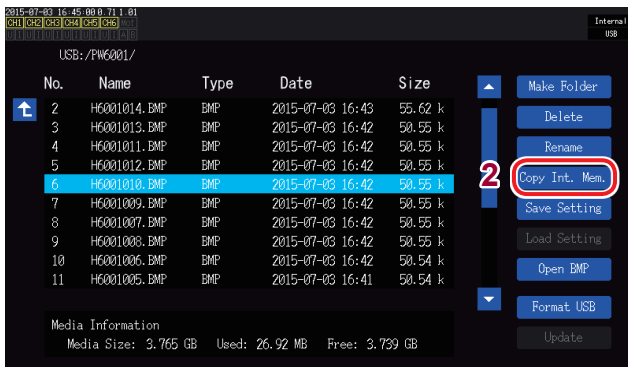 2015-07-03 16:45:00 0.71 1.01
CH1 CH2 CH3 CH4 CH5 CH6 Mot
U I U I U I U I U I U I A B
Internal
USB
USB:/PW6001/
No. Name Type Date Size
2 H6001014.BMP BMP 2015-07-03 16:43 55.62 k
3 H6001013.BMP BMP 2015-07-03 16:42 50.55 k
4 H6001011.BMP BMP 2015-07-03 16:42 50.55 k
5 H6001012.BMP BMP 2015-07-03 16:42 50.55 k
6 H6001010.BMP BMP 2015-07-03 16:42 50.55 k
7 H6001009.BMP BMP 2015-07-03 16:42 50.55 k
8 H6001007.BMP BMP 2015-07-03 16:42 50.55 k
9 H6001008.BMP BMP 2015-07-03 16:42 50.55 k
10 H6001006.BMP BMP 2015-07-03 16:42 50.54 k
11 H6001005.BMP BMP 2015-07-03 16:41 50.54 k
Make Folder
Delete
Rename
2 Copy Int. Mem.
Save Setting
Load Setting
Open BMP
Format USB
Update
Media Information
Media Size: 3.765 GB Used: 26.92 MB Free: 3.739 GB